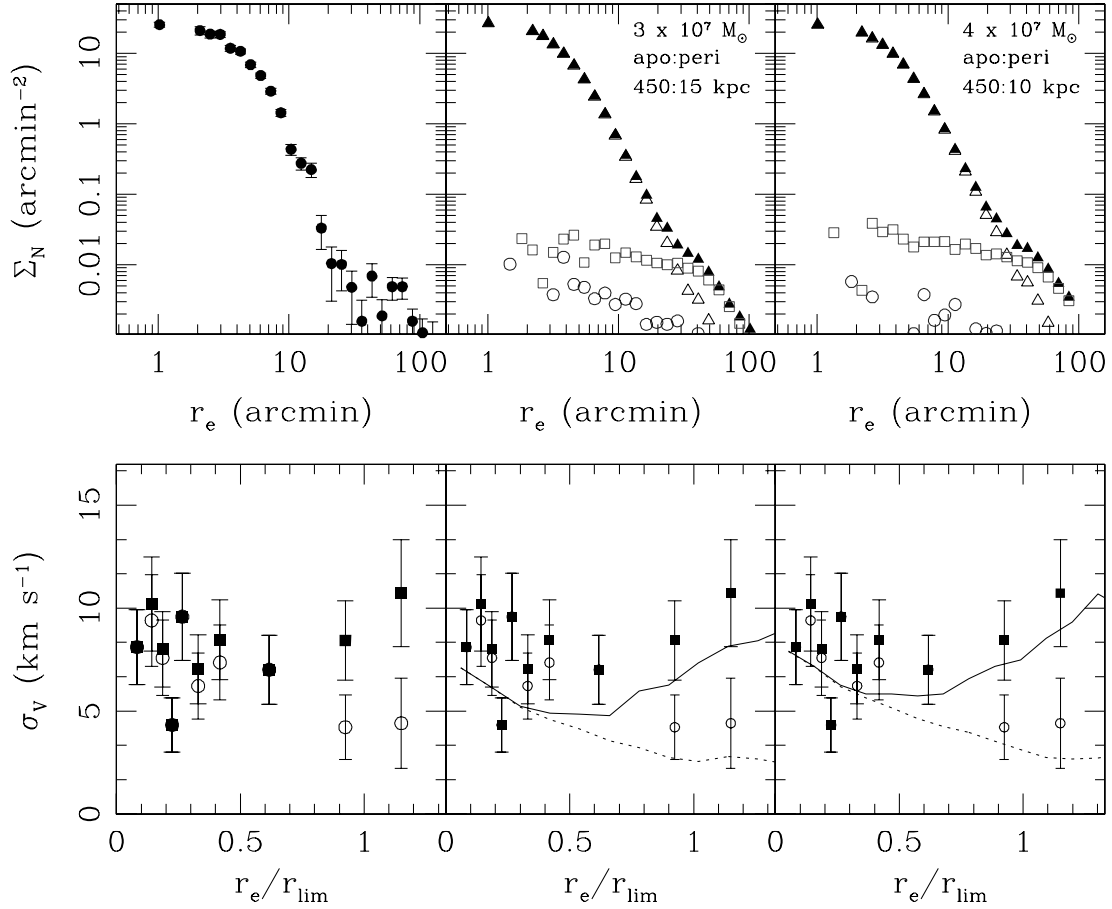 10
1
0.1
0.01
Σ_N (arcmin⁻²)
3 x 10⁷ M_⊙
apo:peri
450:15 kpc
4 x 10⁷ M_⊙
apo:peri
450:10 kpc
1 10 100
1 10 100
1 10 100
r_e (arcmin)
r_e (arcmin)
r_e (arcmin)
15
10
5
0
σ_V (km s⁻¹)
0 0.5 1
0 0.5 1
0 0.5 1
r_e/r_lim
r_e/r_lim
r_e/r_lim